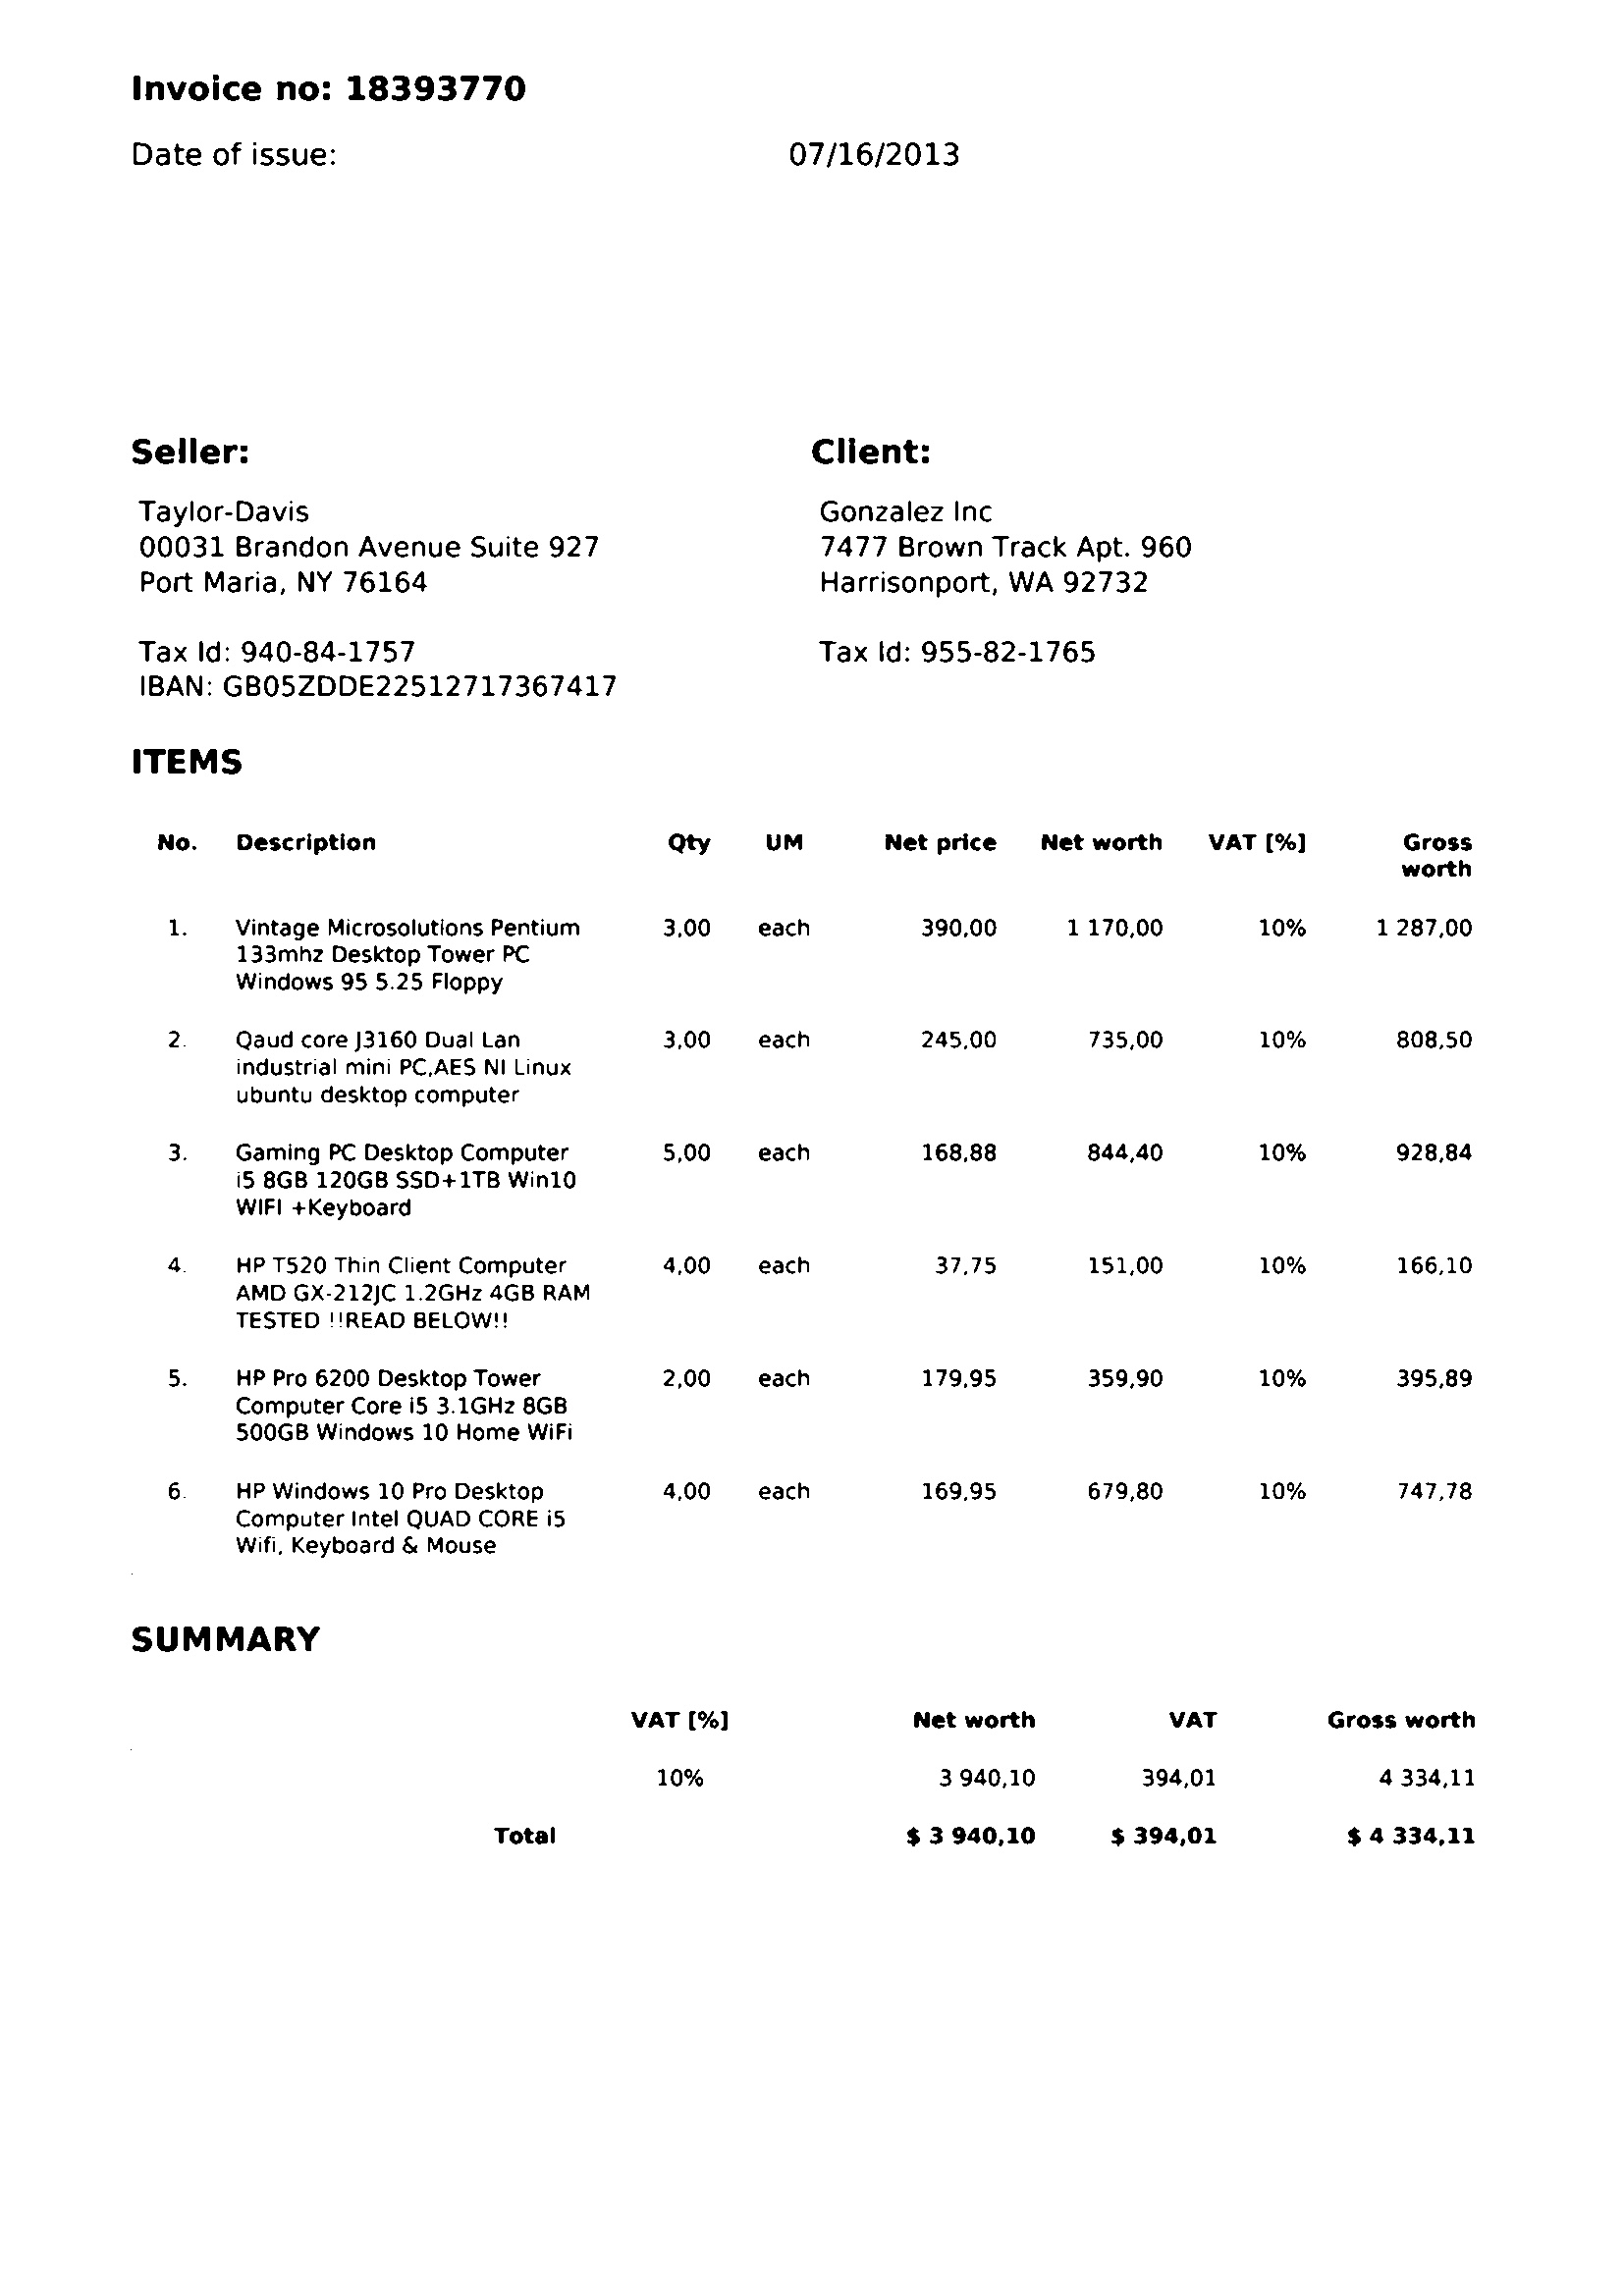 Invoice no: 18393770
Date of issue: 07/16/2013
Seller: Client:
Taylor-Davis Gonzalez Inc
00031 Brandon Avenue Suite 927 7477 Brown Track Apt. 960
Port Maria, NY 76164 Harrisonport, WA 92732
Tax Id: 940-84-1757 Tax Id: 955-82-1765
IBAN: GB05ZDDE22512717367417
ITEMS
No. Description Qty UM Net price Net worth VAT [%] Gross
worth
1. Vintage Microsolutions Pentium 3,00 each 390,00 1 170,00 10% 1 287,00
133mhz Desktop Tower PC
Windows 95 5.25 Floppy
2. Qaud core J3160 Dual Lan 3,00 each 245,00 735,00 10% 808,50
industrial mini PC,AES NI Linux
ubuntu desktop computer
3. Gaming PC Desktop Computer 5,00 each 168,88 844,40 10% 928,84
i5 8GB 120GB SSD+1TB Win10
WIFI +Keyboard
4. HP T520 Thin Client Computer 4,00 each 37,75 151,00 10% 166,10
AMD GX-212JC 1.2GHz 4GB RAM
TESTED !!READ BELOW!!
5. HP Pro 6200 Desktop Tower 2,00 each 179,95 359,90 10% 395,89
Computer Core i5 3.1GHz 8GB
500GB Windows 10 Home WiFi
6. HP Windows 10 Pro Desktop 4,00 each 169,95 679,80 10% 747,78
Computer Intel QUAD CORE i5
Wifi, Keyboard & Mouse
SUMMARY
VAT [%] Net worth VAT Gross worth
10% 3 940,10 394,01 4 334,11
Total $ 3 940,10 $ 394,01 $ 4 334,11